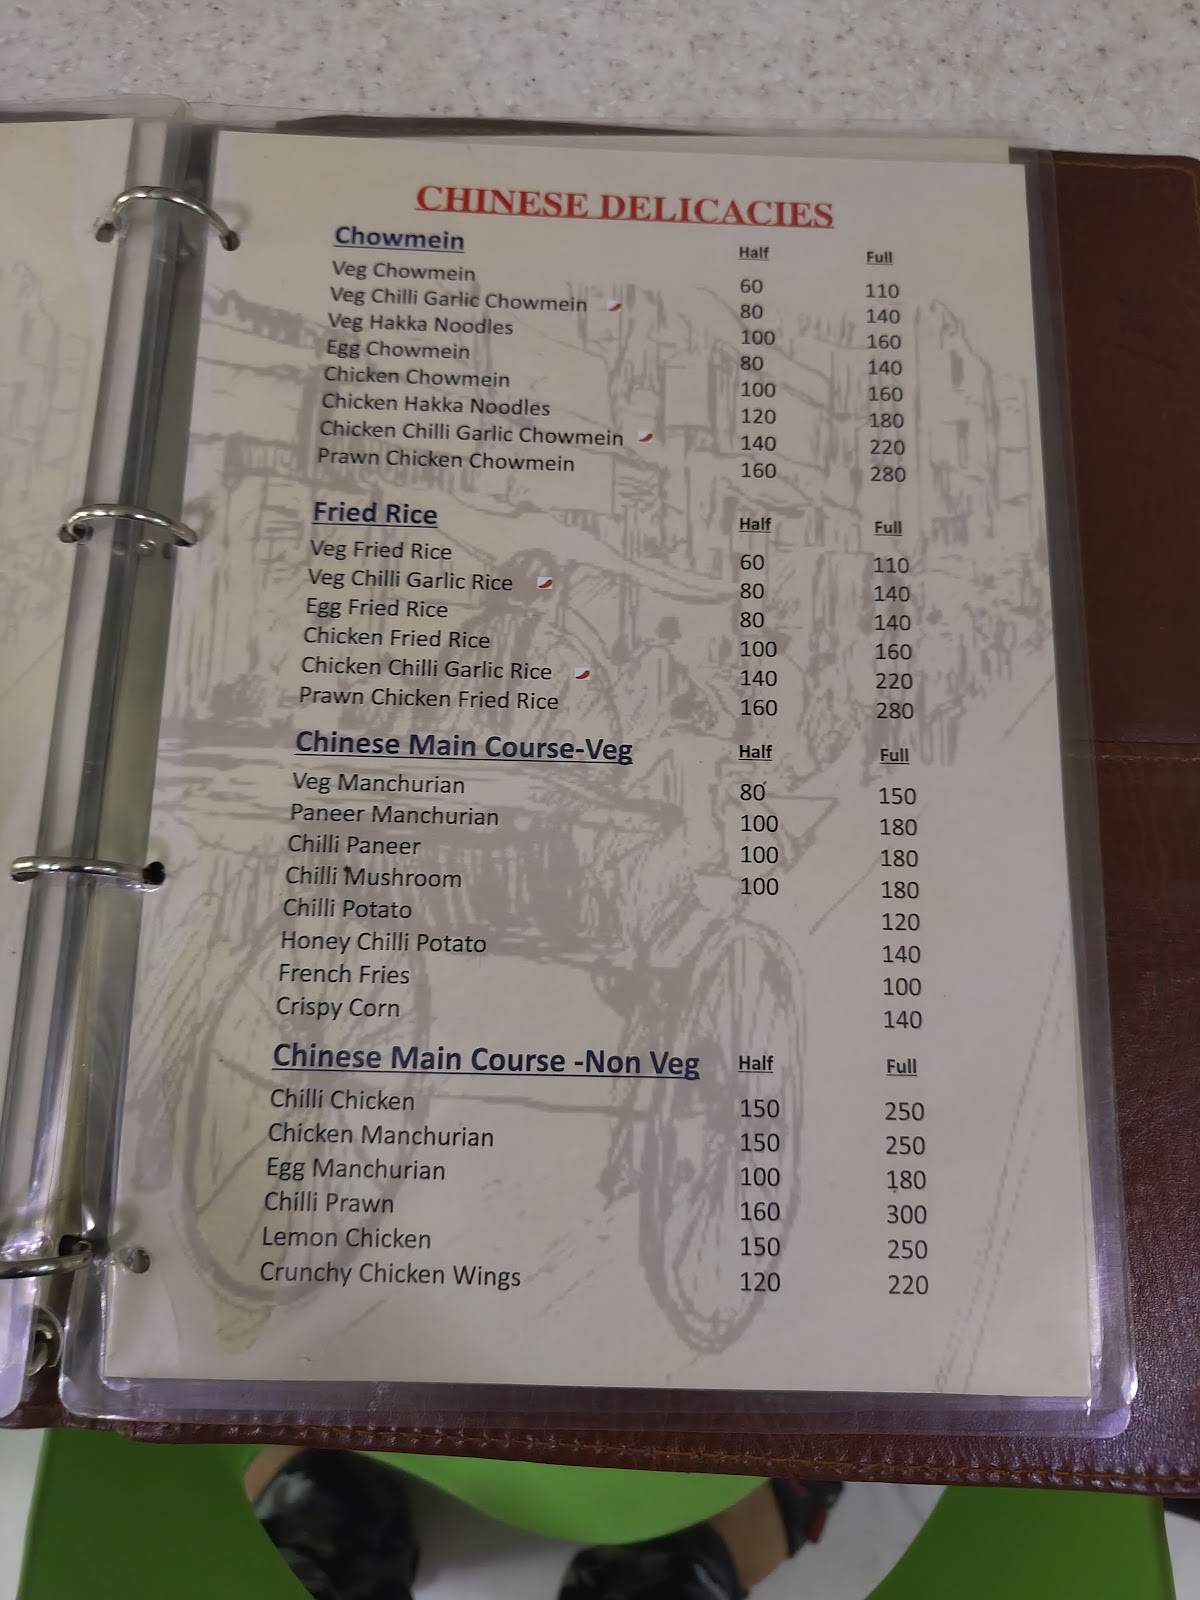 CHINESE DELICACIES
Chowmein Half Full
Veg Chowmein 60 110
Veg Chilli Garlic Chowmein 80 140
Veg Hakka Noodles 100 160
Egg Chowmein 80 140
Chicken Chowmein 100 160
Chicken Hakka Noodles 120 180
Chicken Chilli Garlic Chowmein 140 220
Prawn Chicken Chowmein 160 280
Fried Rice Half Full
Veg Fried Rice 60 110
Veg Chilli Garlic Rice 80 140
Egg Fried Rice 80 140
Chicken Fried Rice 100 160
Chicken Chilli Garlic Rice 140 220
Prawn Chicken Fried Rice 160 280
Chinese Main Course-Veg Half Full
Veg Manchurian 80 150
Paneer Manchurian 100 180
Chilli Paneer 100 180
Chilli Mushroom 100 180
Chilli Potato 120
Honey Chilli Potato 140
French Fries 100
Crispy Corn 140
Chinese Main Course -Non Veg Half Full
Chilli Chicken 150 250
Chicken Manchurian 150 250
Egg Manchurian 100 180
Chilli Prawn 160 300
Lemon Chicken 150 250
Crunchy Chicken Wings 120 220